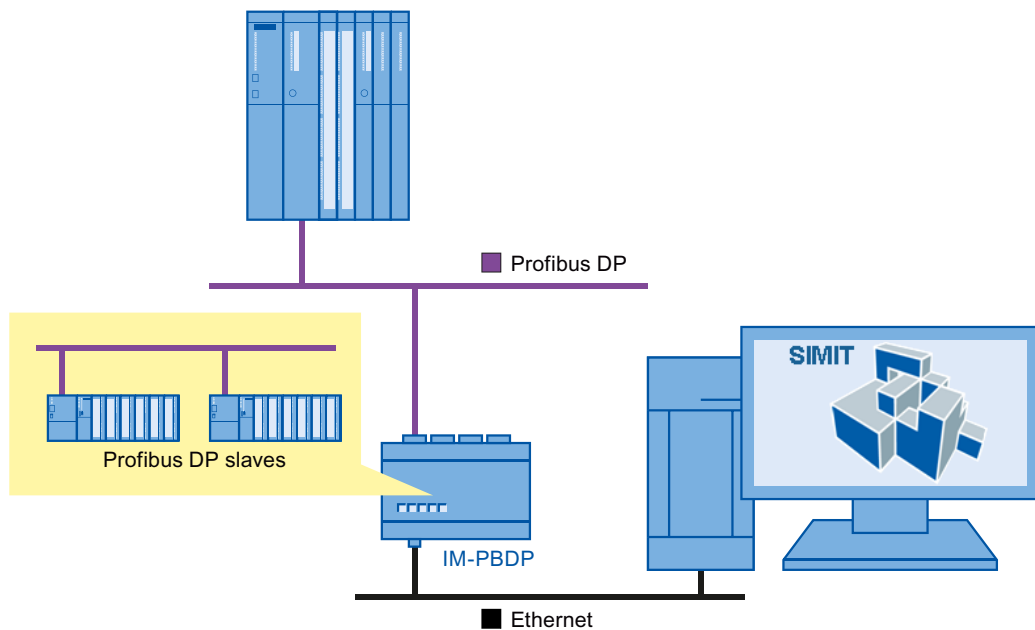 Profibus DP
SIMIT
Profibus DP slaves
IM-PBDP
Ethernet